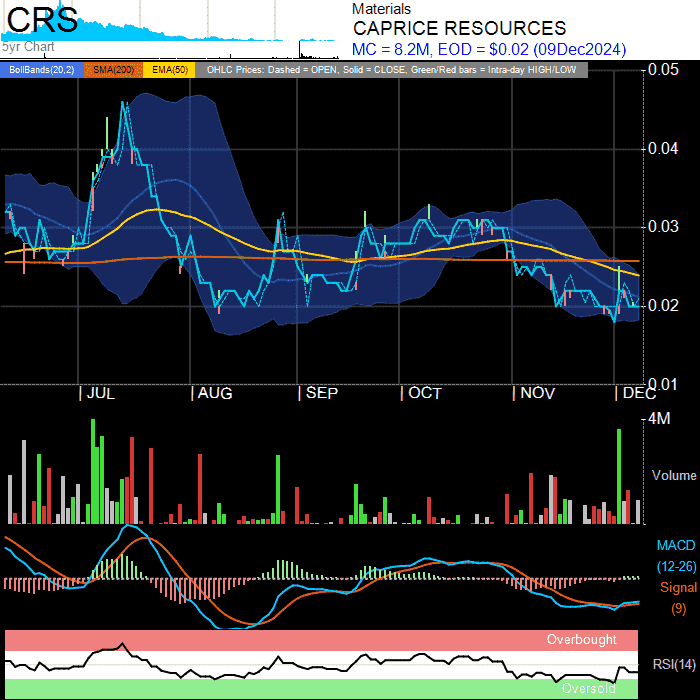 CRS
5yr Chart
Materials
CAPRICE RESOURCES
MC = 8.2M, EOD = $0.02 (09Dec2024)
BollBands(20,2) SMA(200) EMA(50) OHLC Prices: Dashed = OPEN, Solid = CLOSE, Green/Red bars = Intra-day HIGH/LOW
0.05
0.04
0.03
0.02
0.01
| JUL | AUG | SEP | OCT | NOV | DEC
4M
Volume
MACD
(12-26)
Signal
(9)
Overbought
RSI(14)
Oversold